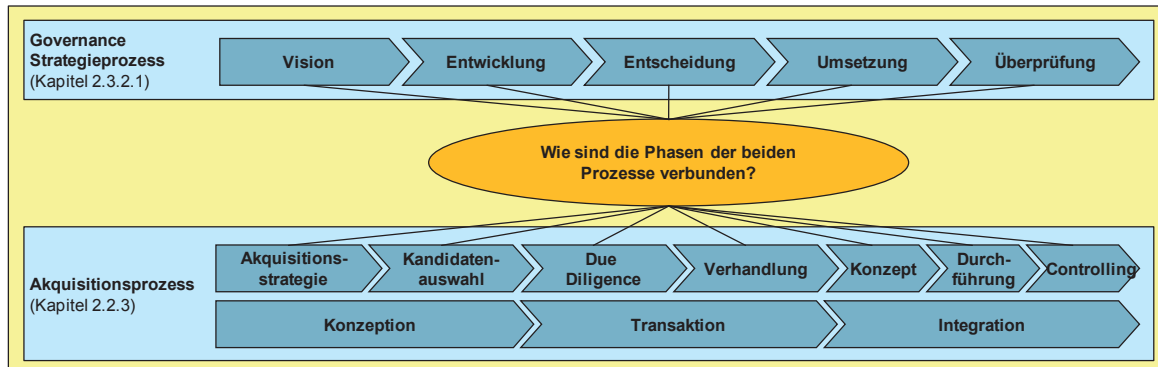 Governance
Strategieprozess
(Kapitel 2.3.2.1)
Vision
Entwicklung
Entscheidung
Umsetzung
Überprüfung
Wie sind die Phasen der beiden
Prozesse verbunden?
Akquisitionsprozess
(Kapitel 2.2.3)
Akquisitions-
strategie
Kandidaten-
auswahl
Due
Diligence
Verhandlung
Konzept
Durch-
führung
Controlling
Konzeption
Transaktion
Integration